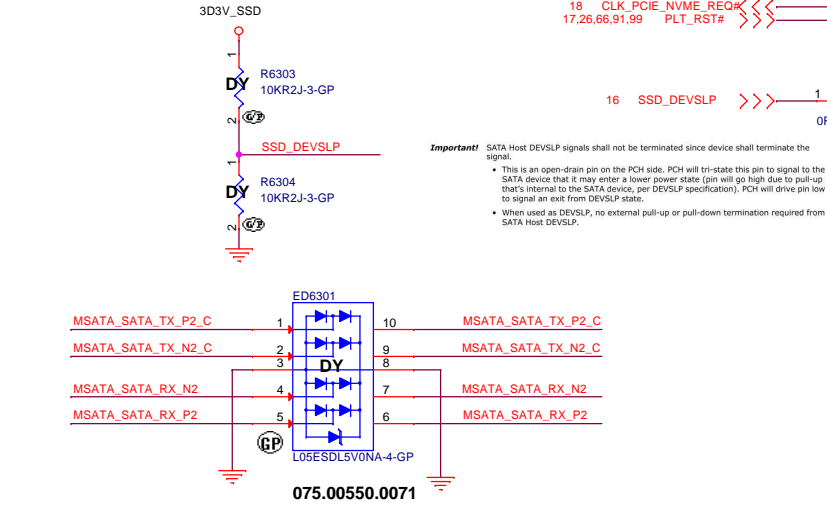 3D3V_SSD
18 CLK_PCIE_NVME_REQ#
17,26,66,91,99 PLT_RST#
1
R6303
DY
10KR2J-3-GP
2
G/P
16 SSD_DEVSLP
1
0R
SSD_DEVSLP
Important! SATA Host DEVSLP signals shall not be terminated since device shall terminate the
signal.
• This is an open-drain pin on the PCH side. PCH will tri-state this pin to signal to the
SATA device that it may enter a lower power state (pin will go high due to pull-up
that's internal to the SATA device, per DEVSLP specification). PCH will drive pin low
to signal an exit from DEVSLP state.
• When used as DEVSLP, no external pull-up or pull-down termination required from
SATA Host DEVSLP.
1
R6304
DY
10KR2J-3-GP
2
G/P
ED6301
MSATA_SATA_TX_P2_C 1 10 MSATA_SATA_TX_P2_C
MSATA_SATA_TX_N2_C 2 9 MSATA_SATA_TX_N2_C
3 DY 8
MSATA_SATA_RX_N2 4 7 MSATA_SATA_RX_N2
MSATA_SATA_RX_P2 5 6 MSATA_SATA_RX_P2
GP
L05ESDL5V0NA-4-GP
075.00550.0071